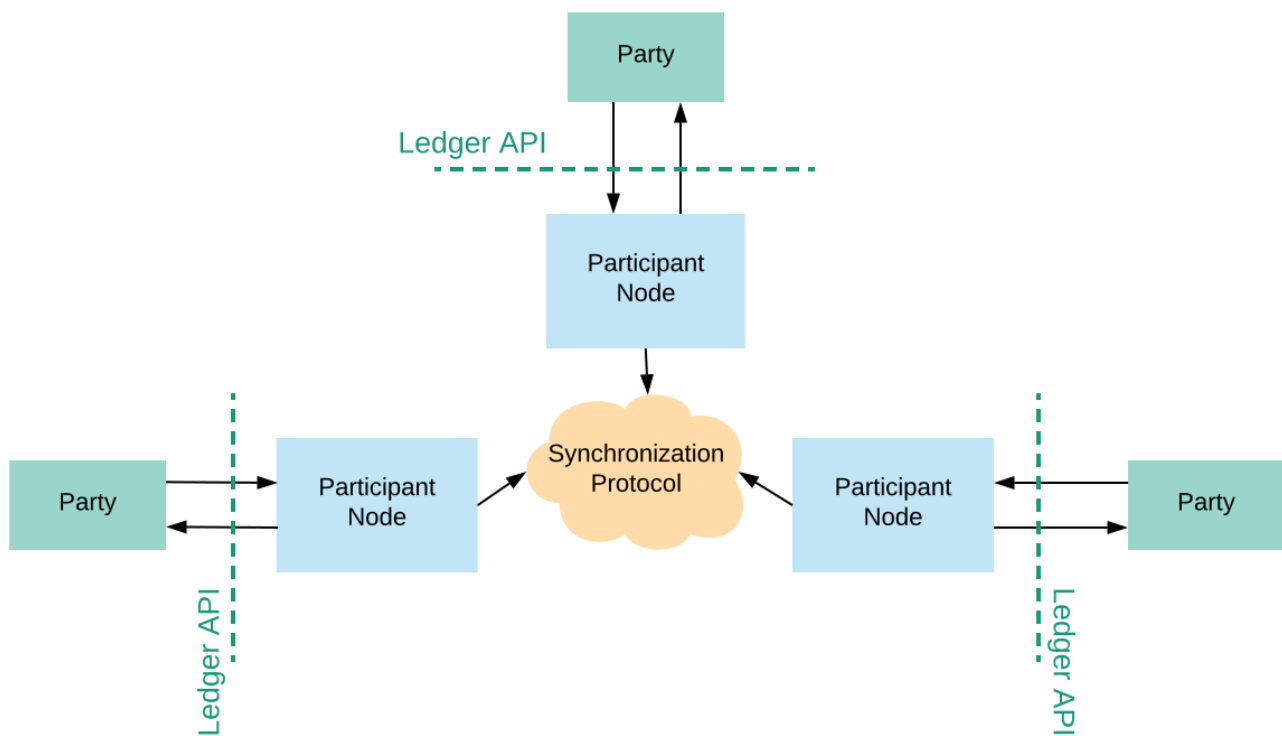 Party
Ledger API
Participant
Node
Synchronization
Protocol
Party
Participant
Node
Ledger API
Participant
Node
Party
Ledger API